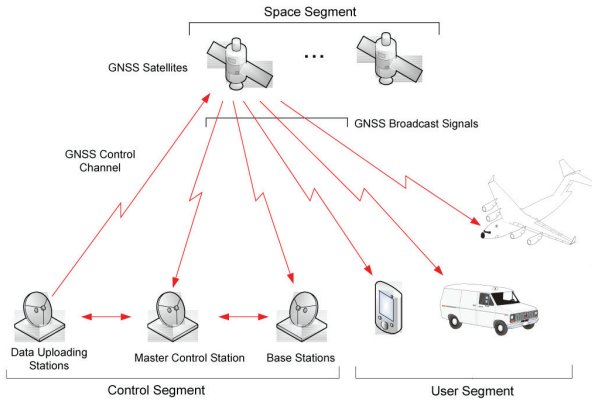 Space Segment
GNSS Satellites
...
GNSS Broadcast Signals
GNSS Control
Channel
Data Uploading
Stations
Master Control Station
Base Stations
Control Segment
User Segment